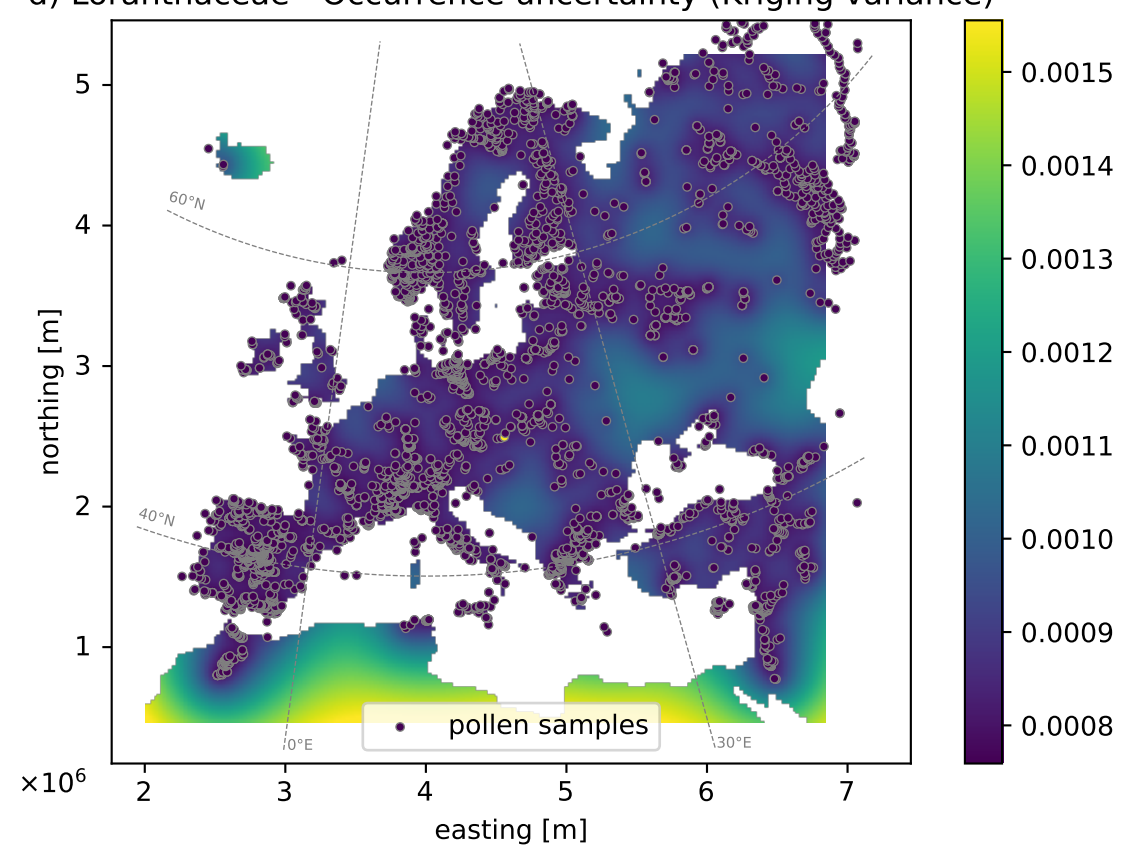 d) Loranthaceae - Occurrence uncertainty (Kriging variance)
northing [m]
5
4
3
2
1
60°N
40°N
0°E
30°E
pollen samples
×10⁶
2 3 4 5 6 7
easting [m]
0.0015
0.0014
0.0013
0.0012
0.0011
0.0010
0.0009
0.0008